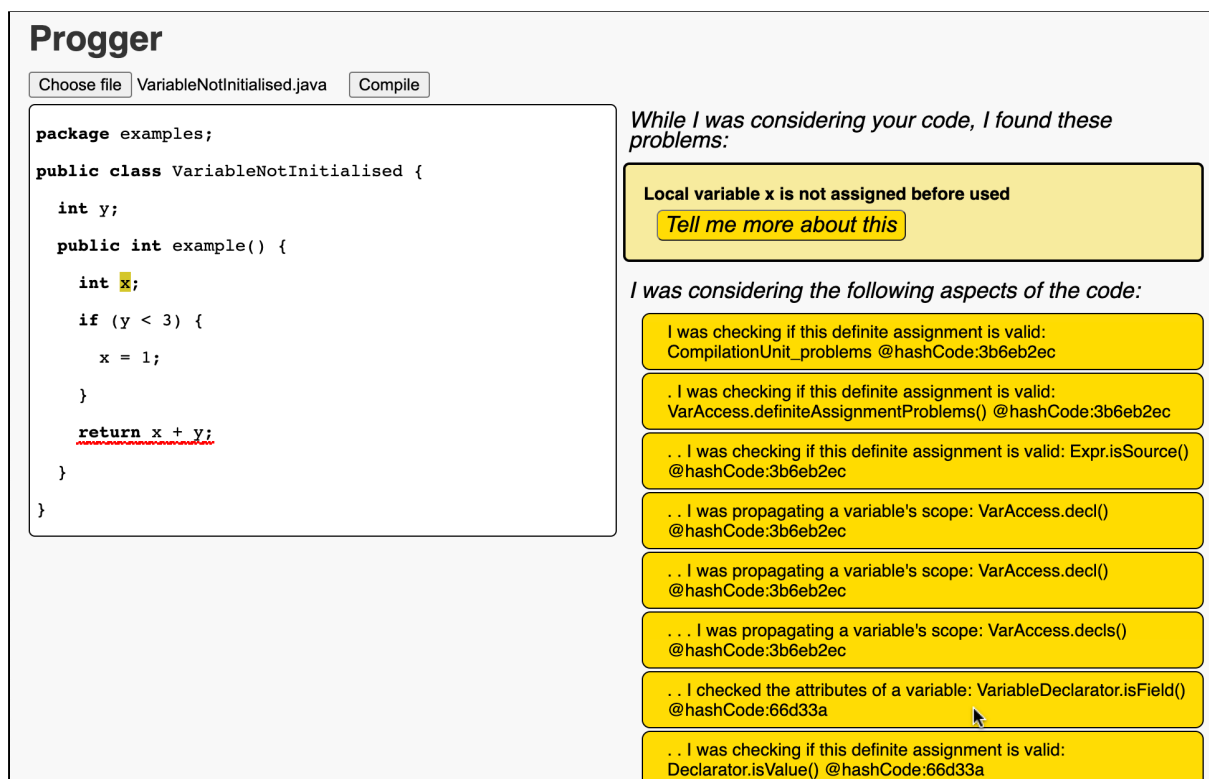 Progger
Choose file VariableNotInitialised.java Compile
package examples;
public class VariableNotInitialised {
int y;
public int example() {
int x;
if (y < 3) {
x = 1;
}
return x + y;
}
}
While I was considering your code, I found these
problems:
Local variable x is not assigned before used
Tell me more about this
I was considering the following aspects of the code:
I was checking if this definite assignment is valid:
CompilationUnit_problems @hashCode:3b6eb2ec
. I was checking if this definite assignment is valid:
VarAccess.definiteAssignmentProblems() @hashCode:3b6eb2ec
. . I was checking if this definite assignment is valid: Expr.isSource()
@hashCode:3b6eb2ec
. . I was propagating a variable's scope: VarAccess.decl()
@hashCode:3b6eb2ec
. . I was propagating a variable's scope: VarAccess.decl()
@hashCode:3b6eb2ec
. . . I was propagating a variable's scope: VarAccess.decls()
@hashCode:3b6eb2ec
. . I checked the attributes of a variable: VariableDeclarator.isField()
@hashCode:66d33a
. . I was checking if this definite assignment is valid:
Declarator.isValue() @hashCode:66d33a